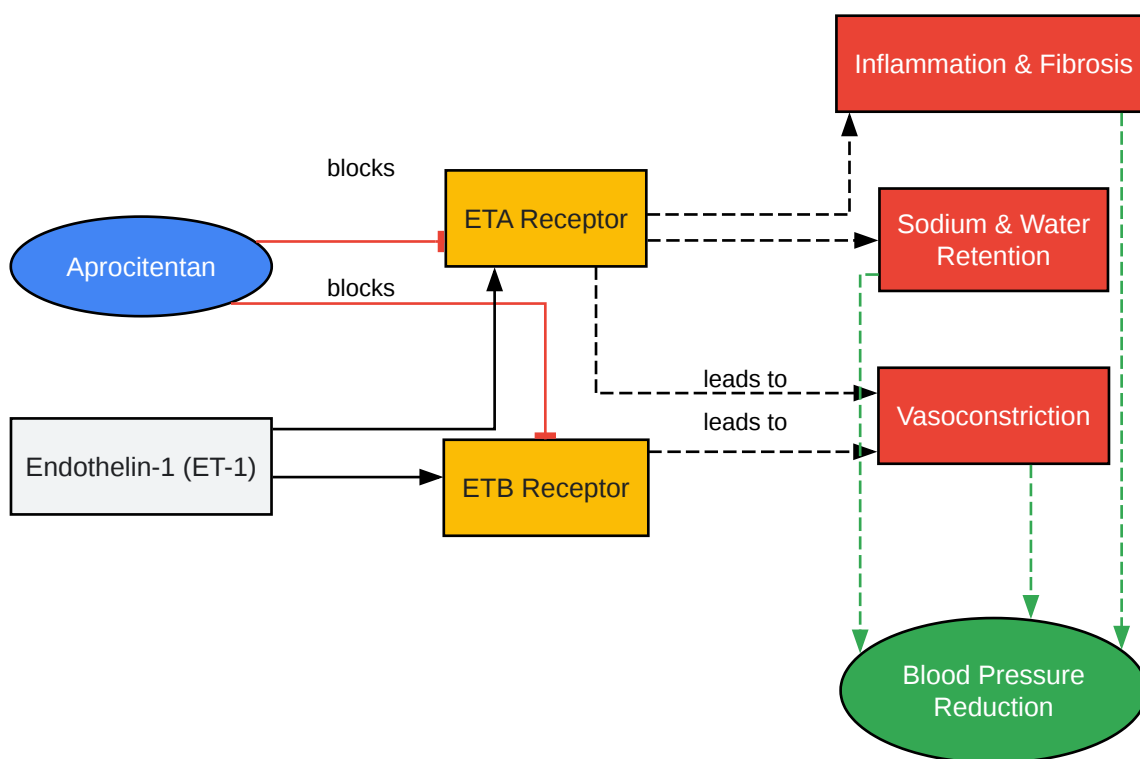 Inflammation & Fibrosis
blocks
ETA Receptor
Sodium & Water
Retention
Aprocitentan
blocks
leads to
leads to
Vasoconstriction
Endothelin-1 (ET-1)
ETB Receptor
Blood Pressure
Reduction